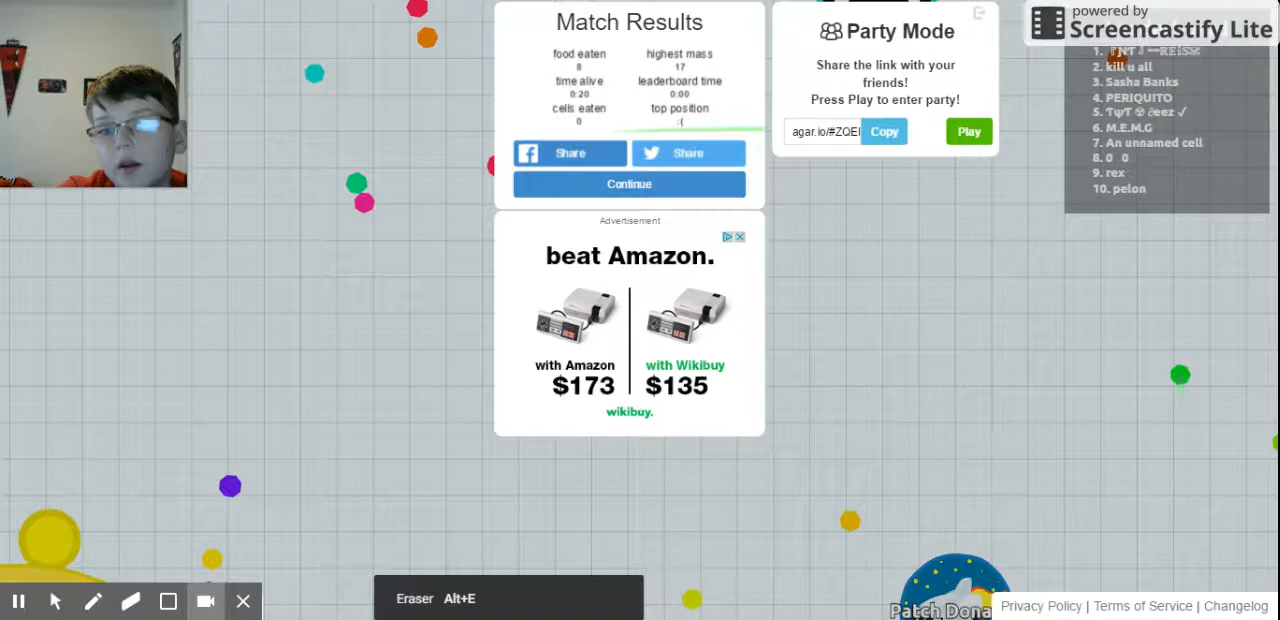 Match Results
food eaten
8
highest mass
17
time alive
0:20
leaderboard time
0:00
cells eaten
0
top position
:(
Share
Share
Continue
Party Mode
Share the link with your
friends!
Press Play to enter party!
agar.io/#ZQE
Copy
Play
powered by
Screencastify Lite
2. kill u all
3. Sasha Banks
4. PERIQUITO
6. M.E.M.G
7. An unnamed cell
8. 0 0
9. rex
10. pelon
Advertisement
beat Amazon.
with Amazon
$173
with Wikibuy
$135
wikibuy.
Eraser Alt+E
Patch Dona
Privacy Policy | Terms of Service | Changelog